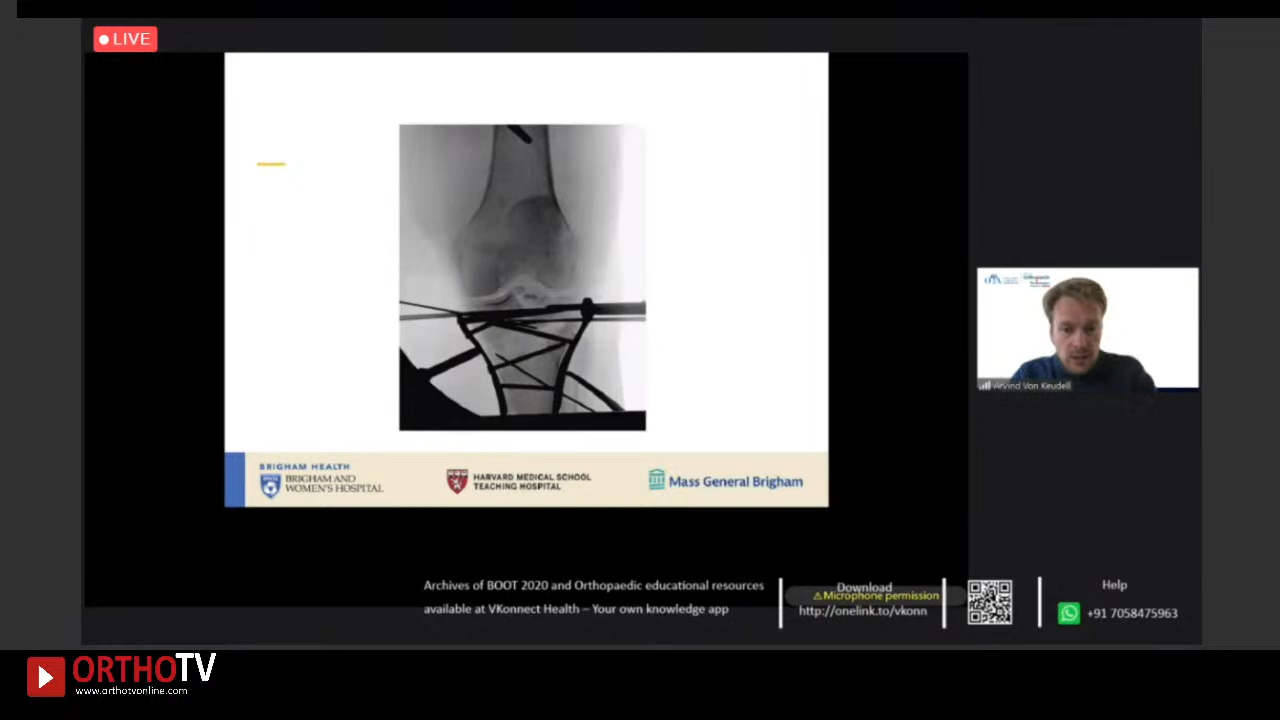 LIVE
BRIGHAM HEALTH
BRIGHAM AND
WOMEN'S HOSPITAL
HARVARD MEDICAL SCHOOL
TEACHING HOSPITAL
Mass General Brigham
OTA
Arvind Von Keudell
Archives of BOOT 2020 and Orthopaedic educational resources
available at VKonnect Health – Your own knowledge app
Download
⚠Microphone permission
http://onelink.to/vkonn
Help
+91 7058475963
ORTHOTV
www.orthotvonline.com